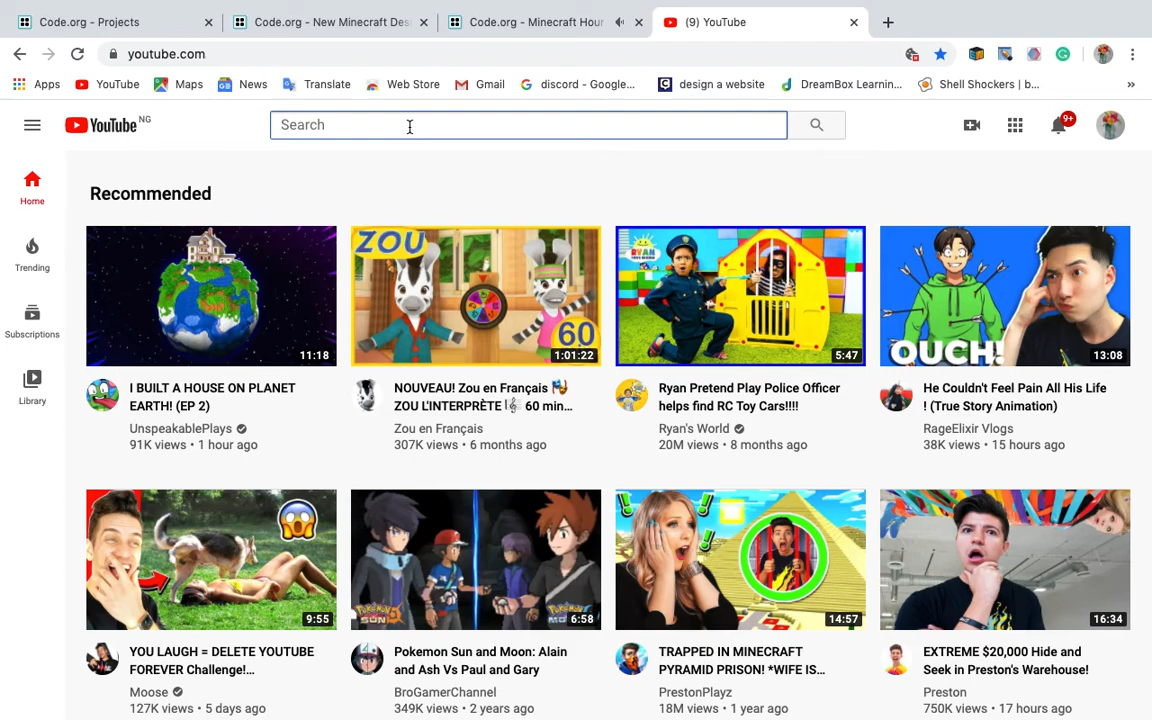 Code.org - Projects
Code.org - New Minecraft Des
Code.org - Minecraft Hour
(9) YouTube
youtube.com
Apps
YouTube
Maps
News
Translate
Web Store
Gmail
discord - Google...
design a website
DreamBox Learnin...
Shell Shockers | b...
»
YouTube NG
Search
9+
Home
Trending
Subscriptions
Library
Recommended
11:18
ZOU
60
1:01:22
RYAN
5:47
OUCH!
13:08
I BUILT A HOUSE ON PLANET
EARTH! (EP 2)
UnspeakablePlays
91K views • 1 hour ago
NOUVEAU! Zou en Français
ZOU L'INTERPRÈTE 60 min...
Zou en Français
307K views • 6 months ago
Ryan Pretend Play Police Officer
helps find RC Toy Cars!!!!
Ryan's World
20M views • 8 months ago
He Couldn't Feel Pain All His Life
! (True Story Animation)
RageElixir Vlogs
38K views • 15 hours ago
9:55
6:58
14:57
16:34
YOU LAUGH = DELETE YOUTUBE
FOREVER Challenge!...
Moose
127K views • 5 days ago
Pokemon Sun and Moon: Alain
and Ash Vs Paul and Gary
BroGamerChannel
349K views • 2 years ago
TRAPPED IN MINECRAFT
PYRAMID PRISON! *WIFE IS...
PrestonPlayz
18M views • 1 year ago
EXTREME $20,000 Hide and
Seek in Preston's Warehouse!
Preston
750K views • 17 hours ago